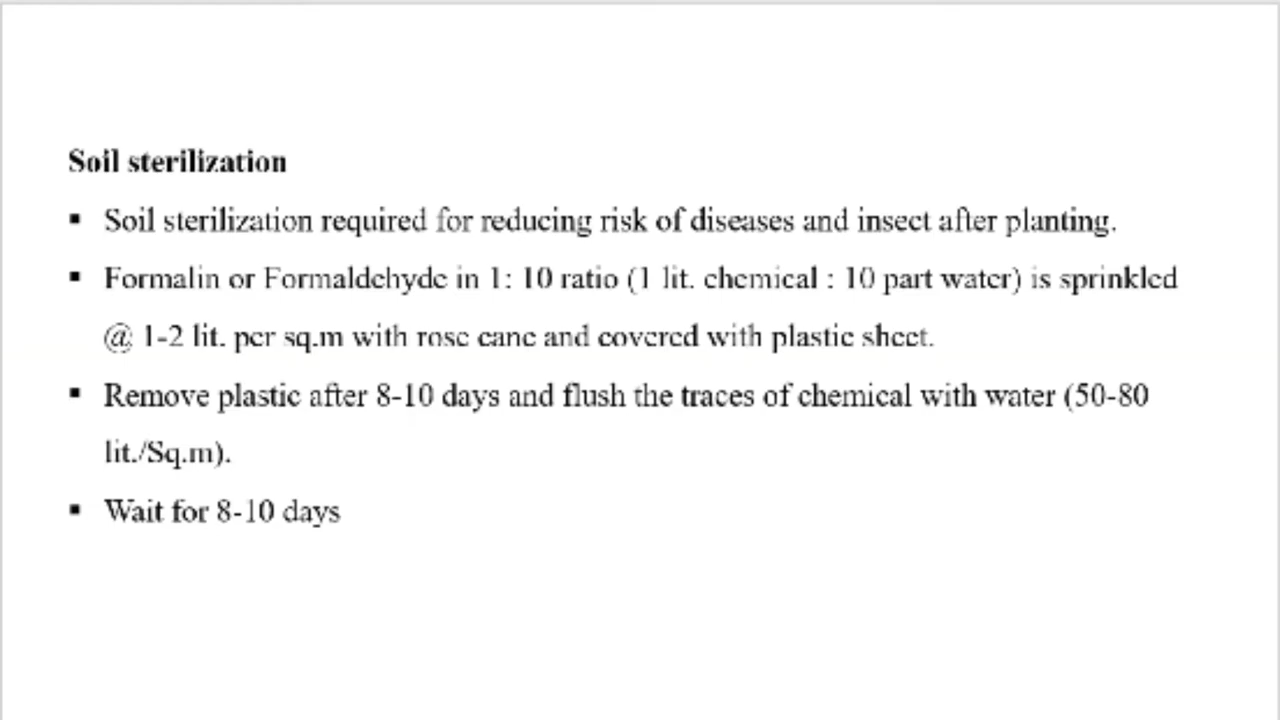 Soil sterilization
▪ Soil sterilization required for reducing risk of diseases and insect after planting.
▪ Formalin or Formaldehyde in 1: 10 ratio (1 lit. chemical : 10 part water) is sprinkled
@ 1-2 lit. per sq.m with rose cane and covered with plastic sheet.
▪ Remove plastic after 8-10 days and flush the traces of chemical with water (50-80
lit./Sq.m).
▪ Wait for 8-10 days